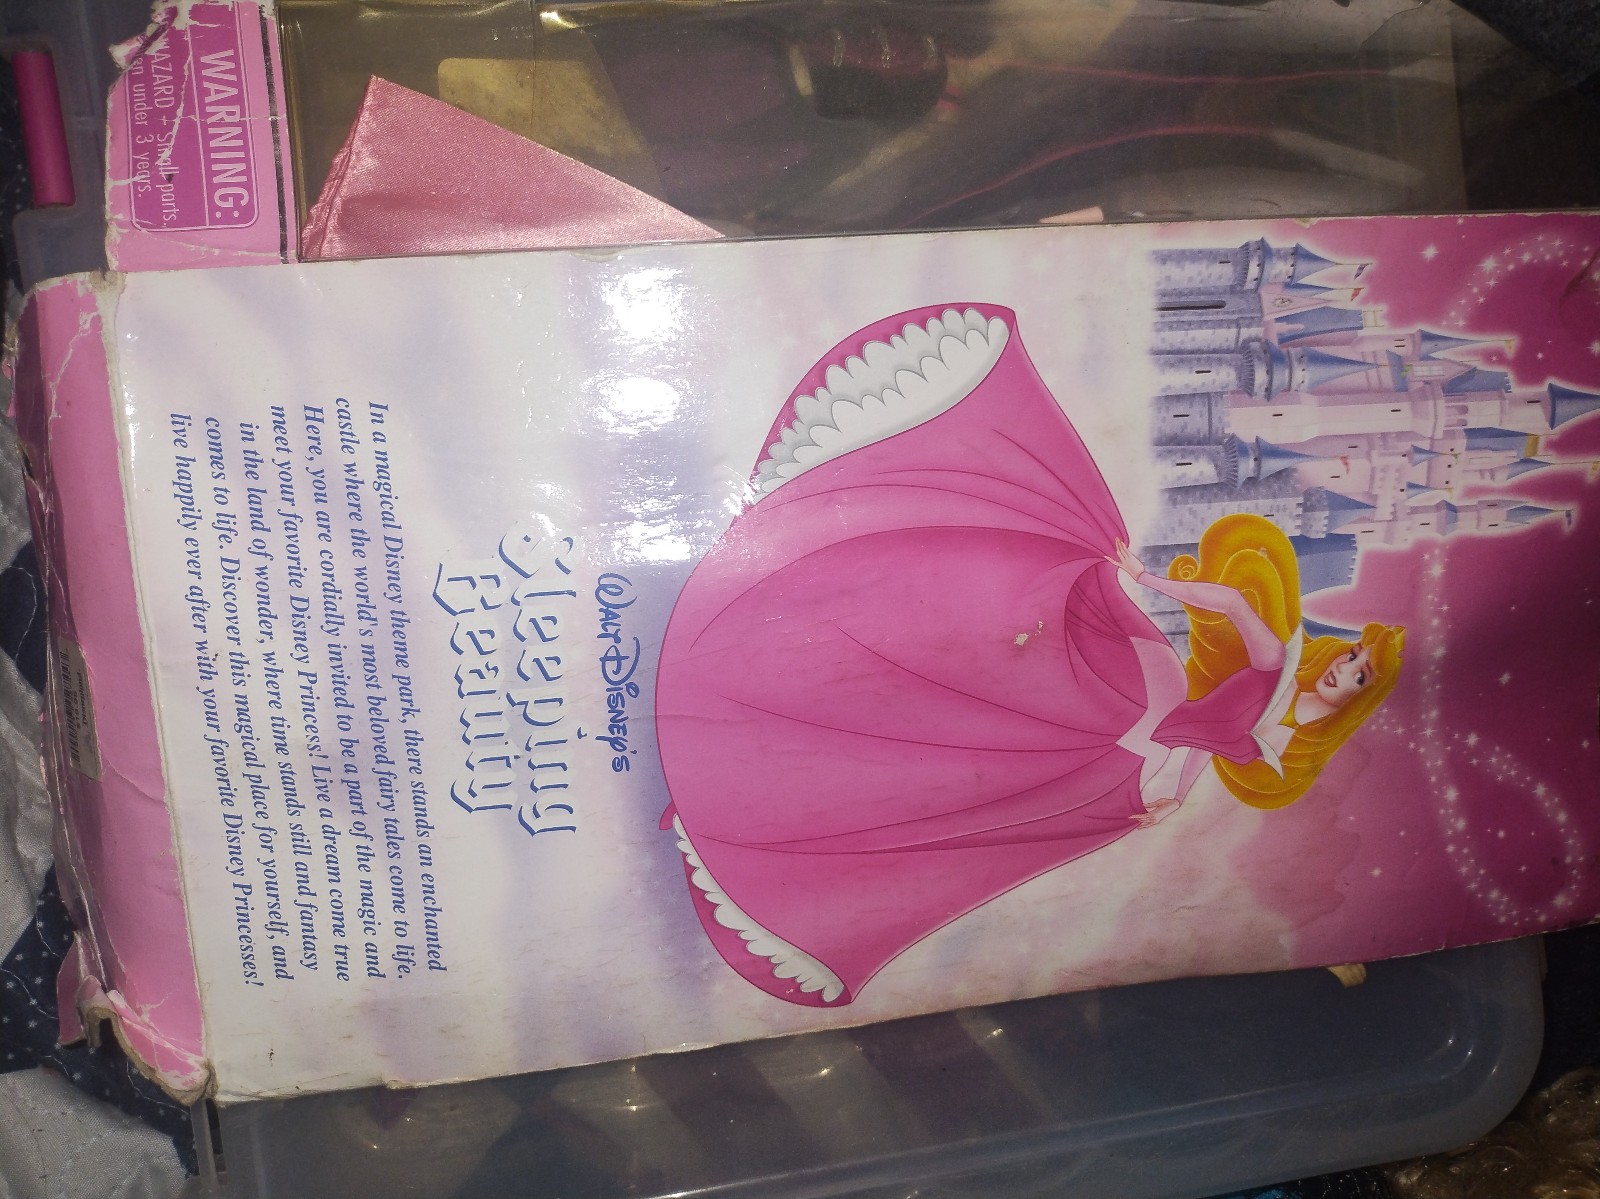 WARNING:
HAZARD + Small parts.
under 3 years.
WALT DISNEY'S
Sleeping
Beauty
In a magical Disney theme park, there stands an enchanted
castle where the world's most beloved fairy tales come to life.
Here, you are cordially invited to be a part of the magic and
meet your favorite Disney Princess! Live a dream come true
in the land of wonder, where time stands still and fantasy
comes to life. Discover this magical place for yourself, and
live happily ever after with your favorite Disney Princesses!